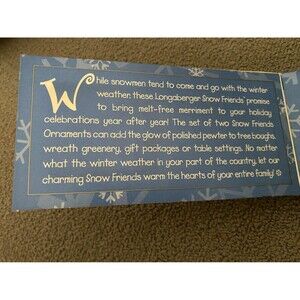 While snowmen tend to come and go with the winter
weather, these Longaberger Snow Friends promise
to bring melt-free merriment to your holiday
celebrations year after year! The set of two Snow Friends
Ornaments can add the glow of polished pewter to tree boughs,
wreath greenery, gift packages or table settings. No matter
what the winter weather in your part of the country, let our
charming Snow Friends warm the hearts of your entire family!